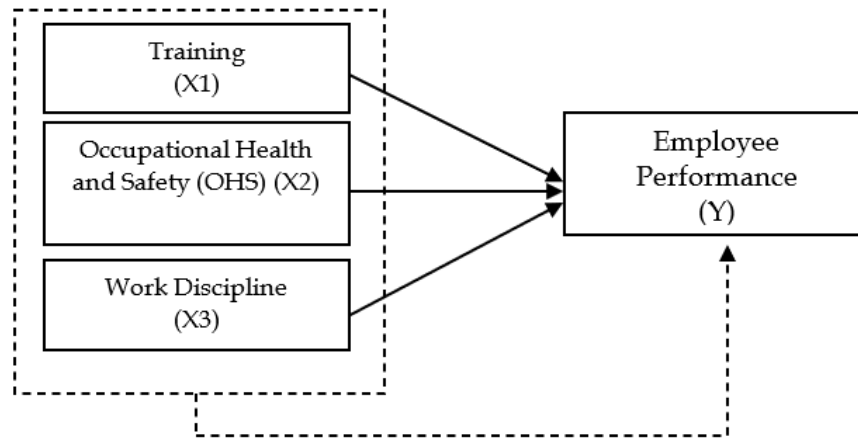 Training
(X1)
Occupational Health
and Safety (OHS) (X2)
Work Discipline
(X3)
Employee
Performance
(Y)